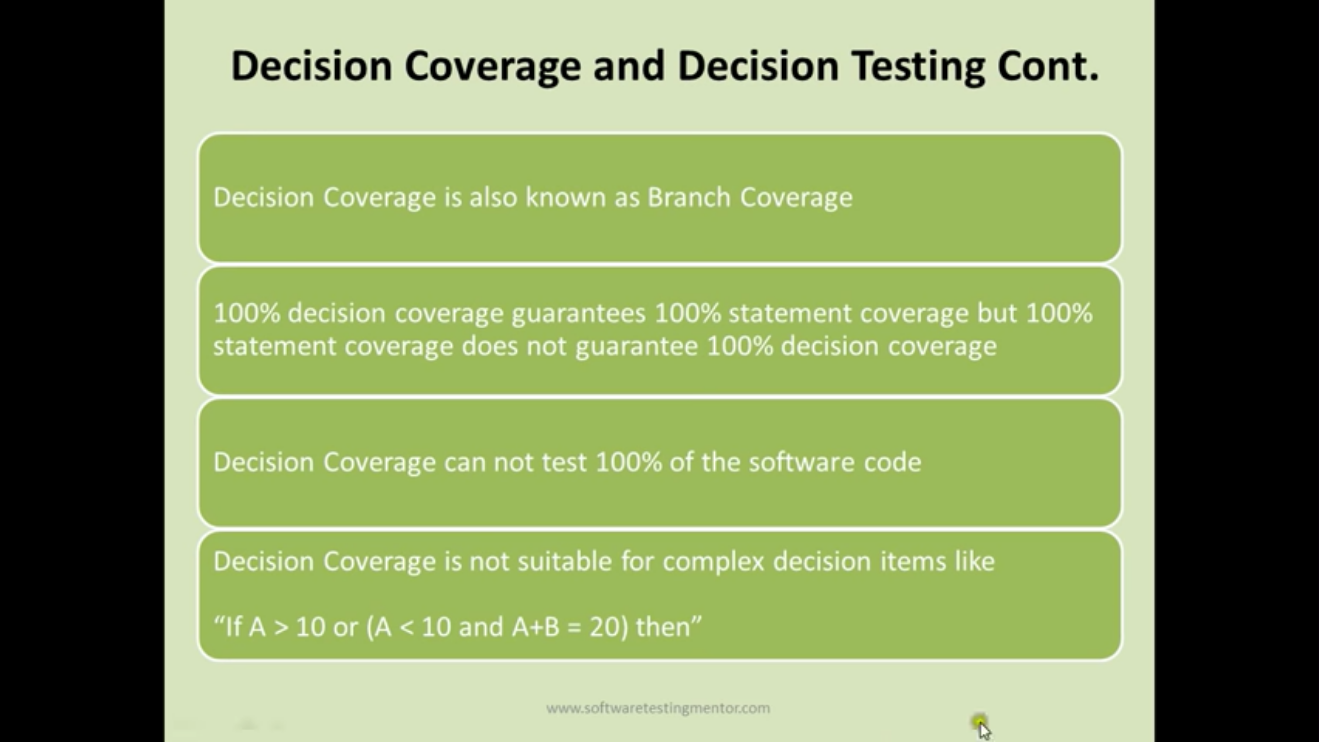 Decision Coverage and Decision Testing Cont.
Decision Coverage is also known as Branch Coverage
100% decision coverage guarantees 100% statement coverage but 100%
statement coverage does not guarantee 100% decision coverage
Decision Coverage can not test 100% of the software code
Decision Coverage is not suitable for complex decision items like
“If A > 10 or (A < 10 and A+B = 20) then”
www.softwaretestingmentor.com